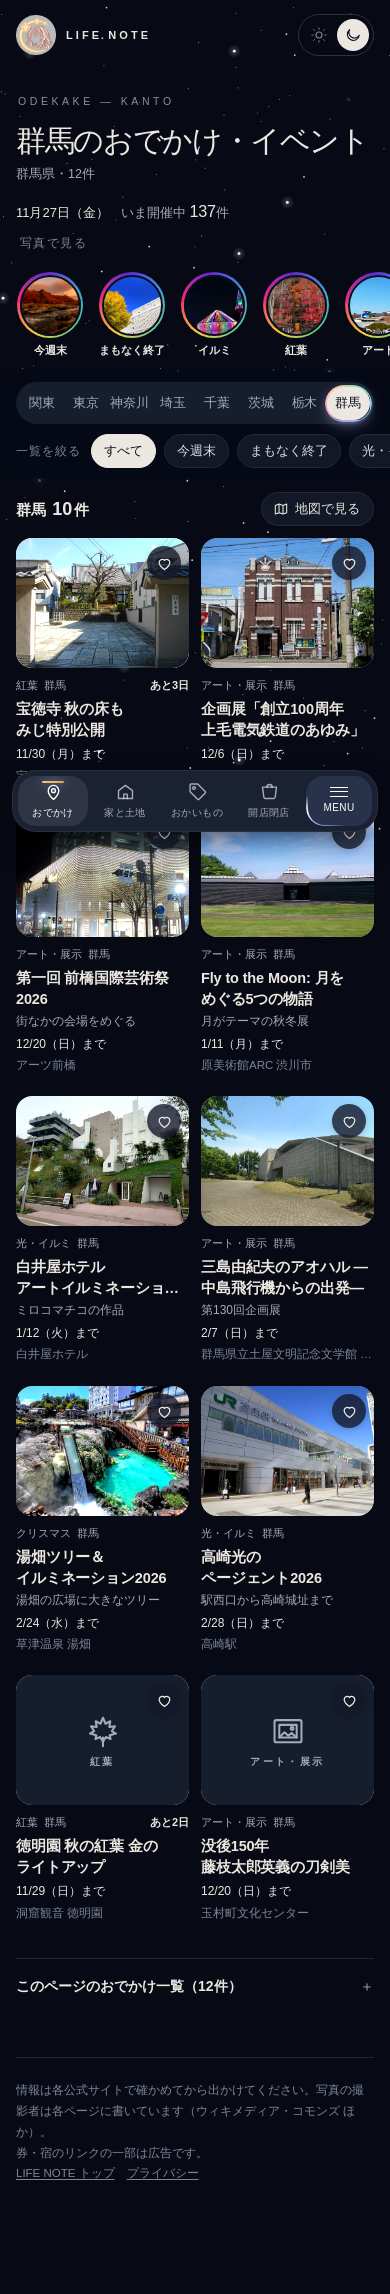 LIFE.NOTE
ODEKAKE — KANTO
群馬のおでかけ・イベント
群馬県・12件
11月27日（金） いま開催中 137件
写真で見る
今週末 まもなく終了 イルミ 紅葉 アート
関東 東京 神奈川 埼玉 千葉 茨城 栃木 群馬
一覧を絞る すべて 今週末 まもなく終了 光・
群馬 10件 地図で見る
紅葉 群馬 あと3日
宝徳寺 秋の床も
みじ特別公開
11/30（月）まで
アート・展示 群馬
企画展「創立100周年
上毛電気鉄道のあゆみ」
12/6（日）まで
おでかけ 家と土地 おかいもの 開店閉店 MENU
アート・展示 群馬
第一回 前橋国際芸術祭
2026
街なかの会場をめぐる
12/20（日）まで
アーツ前橋
アート・展示 群馬
Fly to the Moon: 月を
めぐる5つの物語
月がテーマの秋冬展
1/11（月）まで
原美術館ARC 渋川市
光・イルミ 群馬
白井屋ホテル
アートイルミネーショ…
ミロコマチコの作品
1/12（火）まで
白井屋ホテル
アート・展示 群馬
三島由紀夫のアオハル ―
中島飛行機からの出発―
第130回企画展
2/7（日）まで
群馬県立土屋文明記念文学館 …
クリスマス 群馬
湯畑ツリー＆
イルミネーション2026
湯畑の広場に大きなツリー
2/24（水）まで
草津温泉 湯畑
JR
光・イルミ 群馬
高崎光の
ページェント2026
駅西口から高崎城址まで
2/28（日）まで
高崎駅
紅葉
紅葉 群馬 あと2日
徳明園 秋の紅葉 金の
ライトアップ
11/29（日）まで
洞窟観音 徳明園
アート・展示
アート・展示 群馬
没後150年
藤枝太郎英義の刀剣美
12/20（日）まで
玉村町文化センター
このページのおでかけ一覧（12件） +
情報は各公式サイトで確かめてから出かけてください。写真の撮
影者は各ページに書いています（ウィキメディア・コモンズ ほ
か）。
券・宿のリンクの一部は広告です。
LIFE NOTE トップ プライバシー